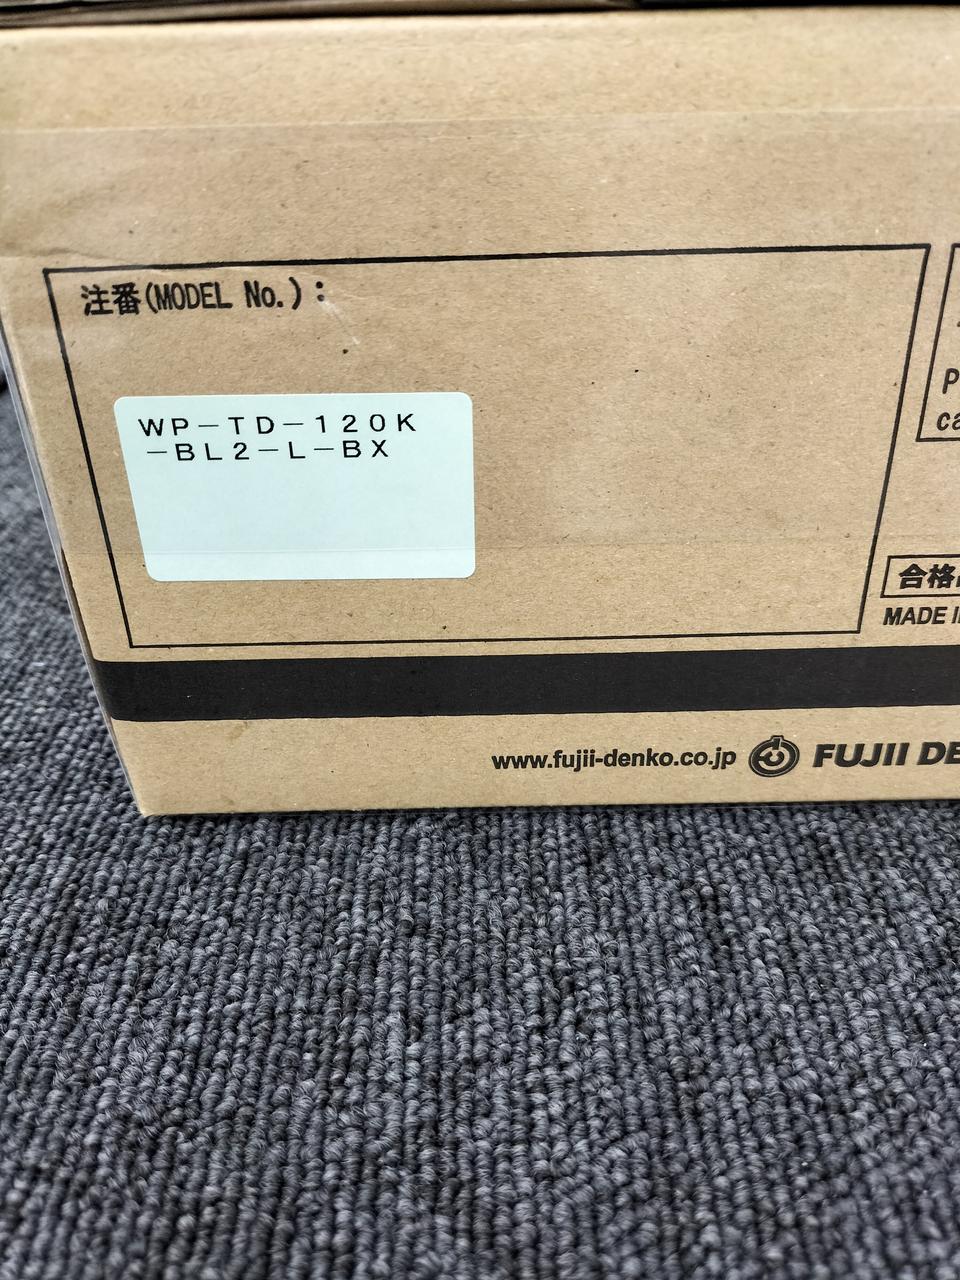 注番(MODEL No.):
WP-TD-120K
-BL2-L-BX
P
ca
合格
MADE I
www.fujii-denko.co.jp FUJII DE